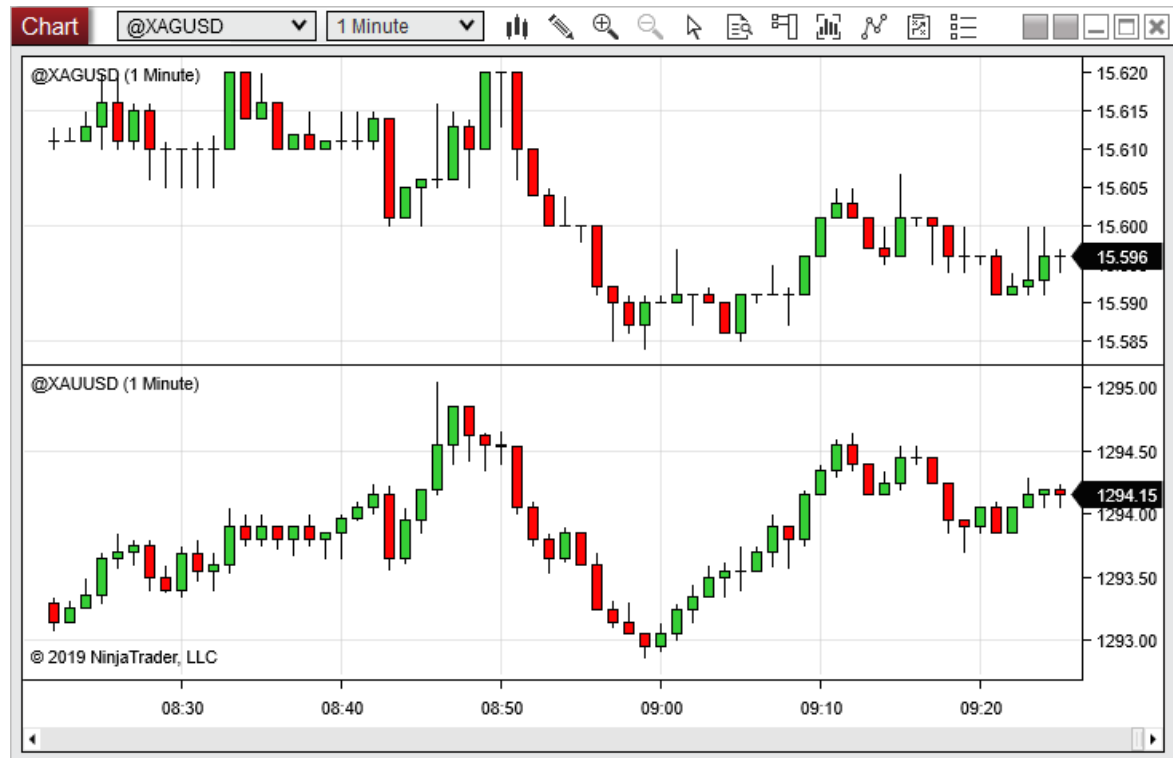 Chart @XAGUSD 1 Minute
@XAGUSD (1 Minute)
15.620
15.615
15.610
15.605
15.600
15.596
15.590
15.585
@XAUUSD (1 Minute)
1295.00
1294.50
1294.15
1294.00
1293.50
1293.00
© 2019 NinjaTrader, LLC
08:30 08:40 08:50 09:00 09:10 09:20